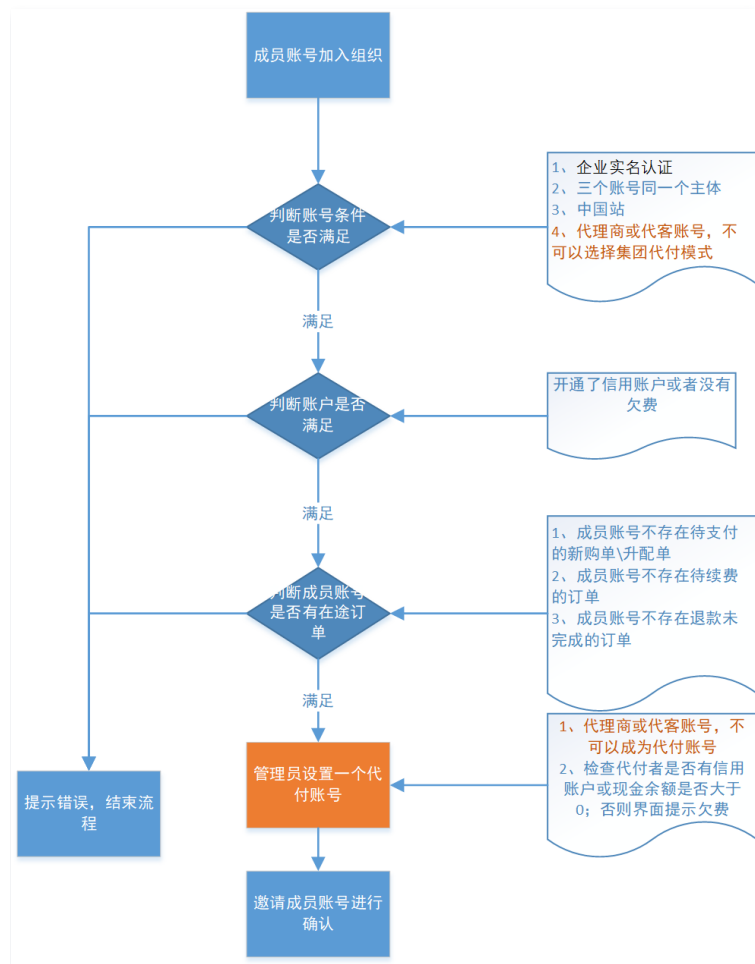 成员账号加入组织
1、企业实名认证
2、三个账号同一个主体
3、中国站
4、代理商或代客账号，不
可以选择集团代付模式
判断账号条件
是否满足
满足
开通了信用账户或者没有
欠费
判断账户是否
满足
满足
1、成员账号不存在待支付
的新购单\升配单
2、成员账号不存在待续费
的订单
3、成员账号不存在退款未
完成的订单
判断成员账号
是否有在途订
单
满足
1、代理商或代客账号，不
可以成为代付账号
2、检查代付者是否有信用
账户或现金余额是否大于
0；否则界面提示欠费
管理员设置一个代
付账号
提示错误，结束流
程
邀请成员账号进行
确认